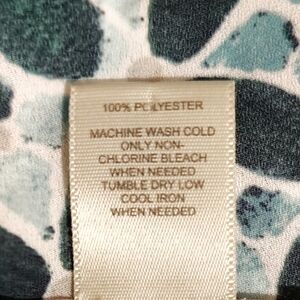 100% POLYESTER
MACHINE WASH COLD
ONLY NON-
CHLORINE BLEACH
WHEN NEEDED
TUMBLE DRY LOW
COOL IRON
WHEN NEEDED